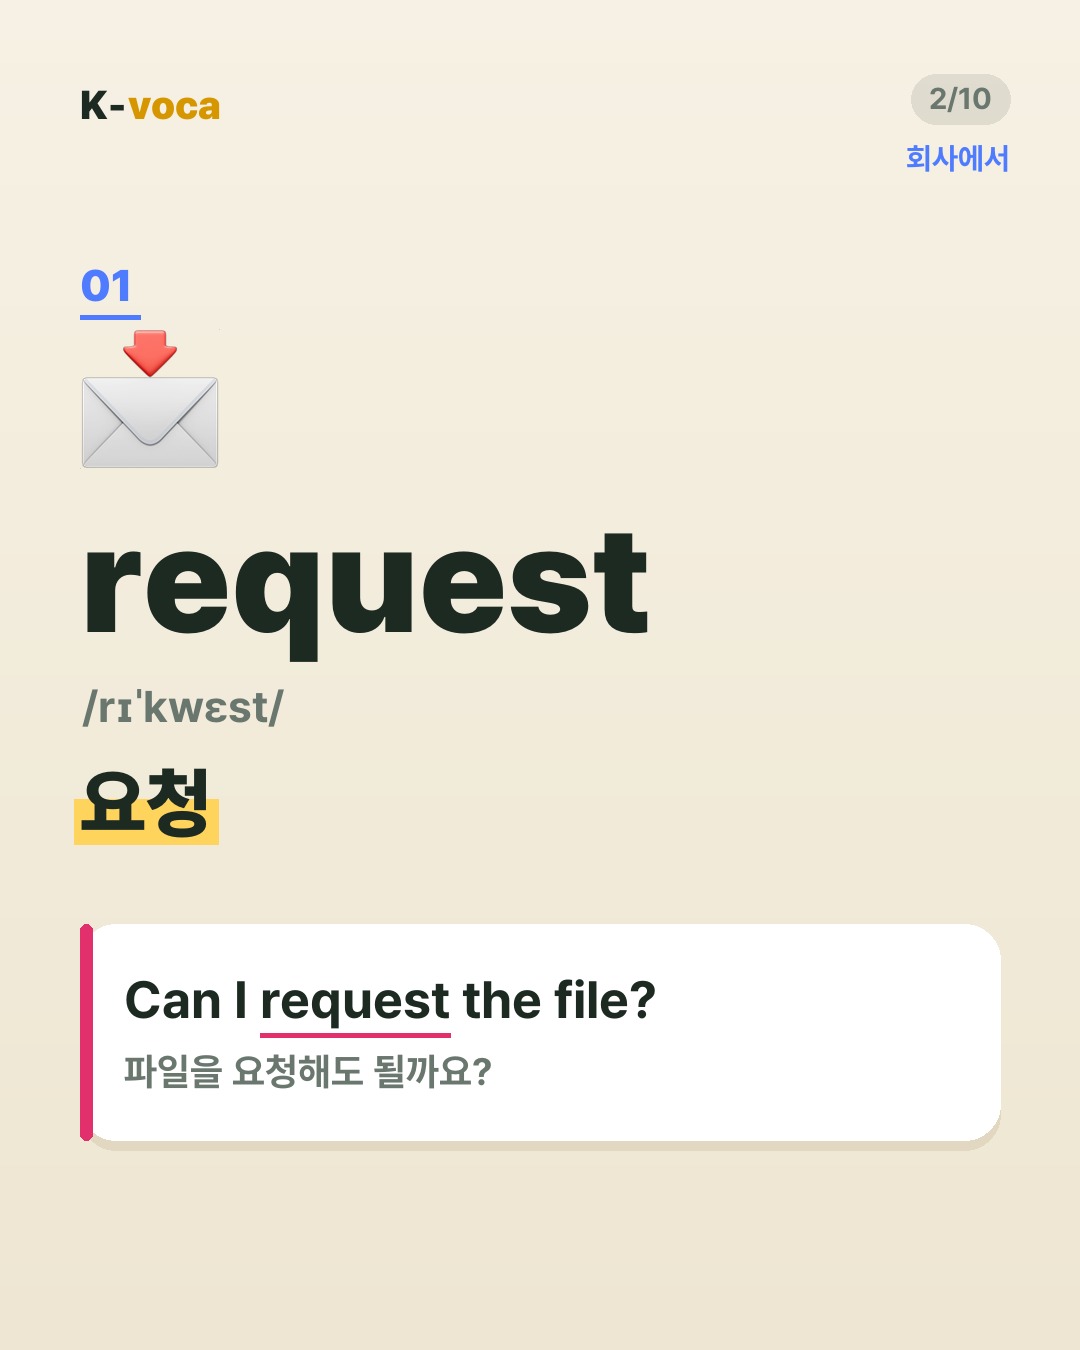 K-voca
2/10
회사에서
01
request
/rɪˈkwɛst/
요청
Can I request the file?
파일을 요청해도 될까요?